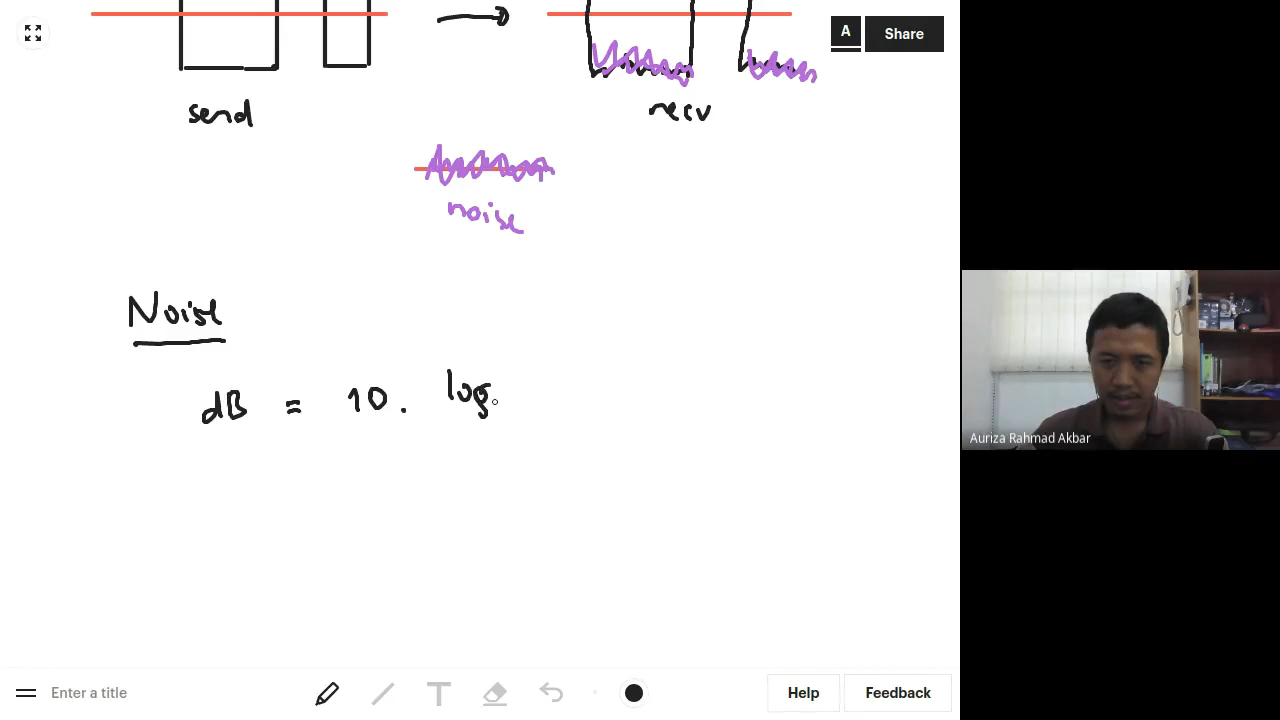 A Share
send
recv
noise
Noise
dB = 10. log
Auriza Rahmad Akbar
Enter a title
T
Help
Feedback